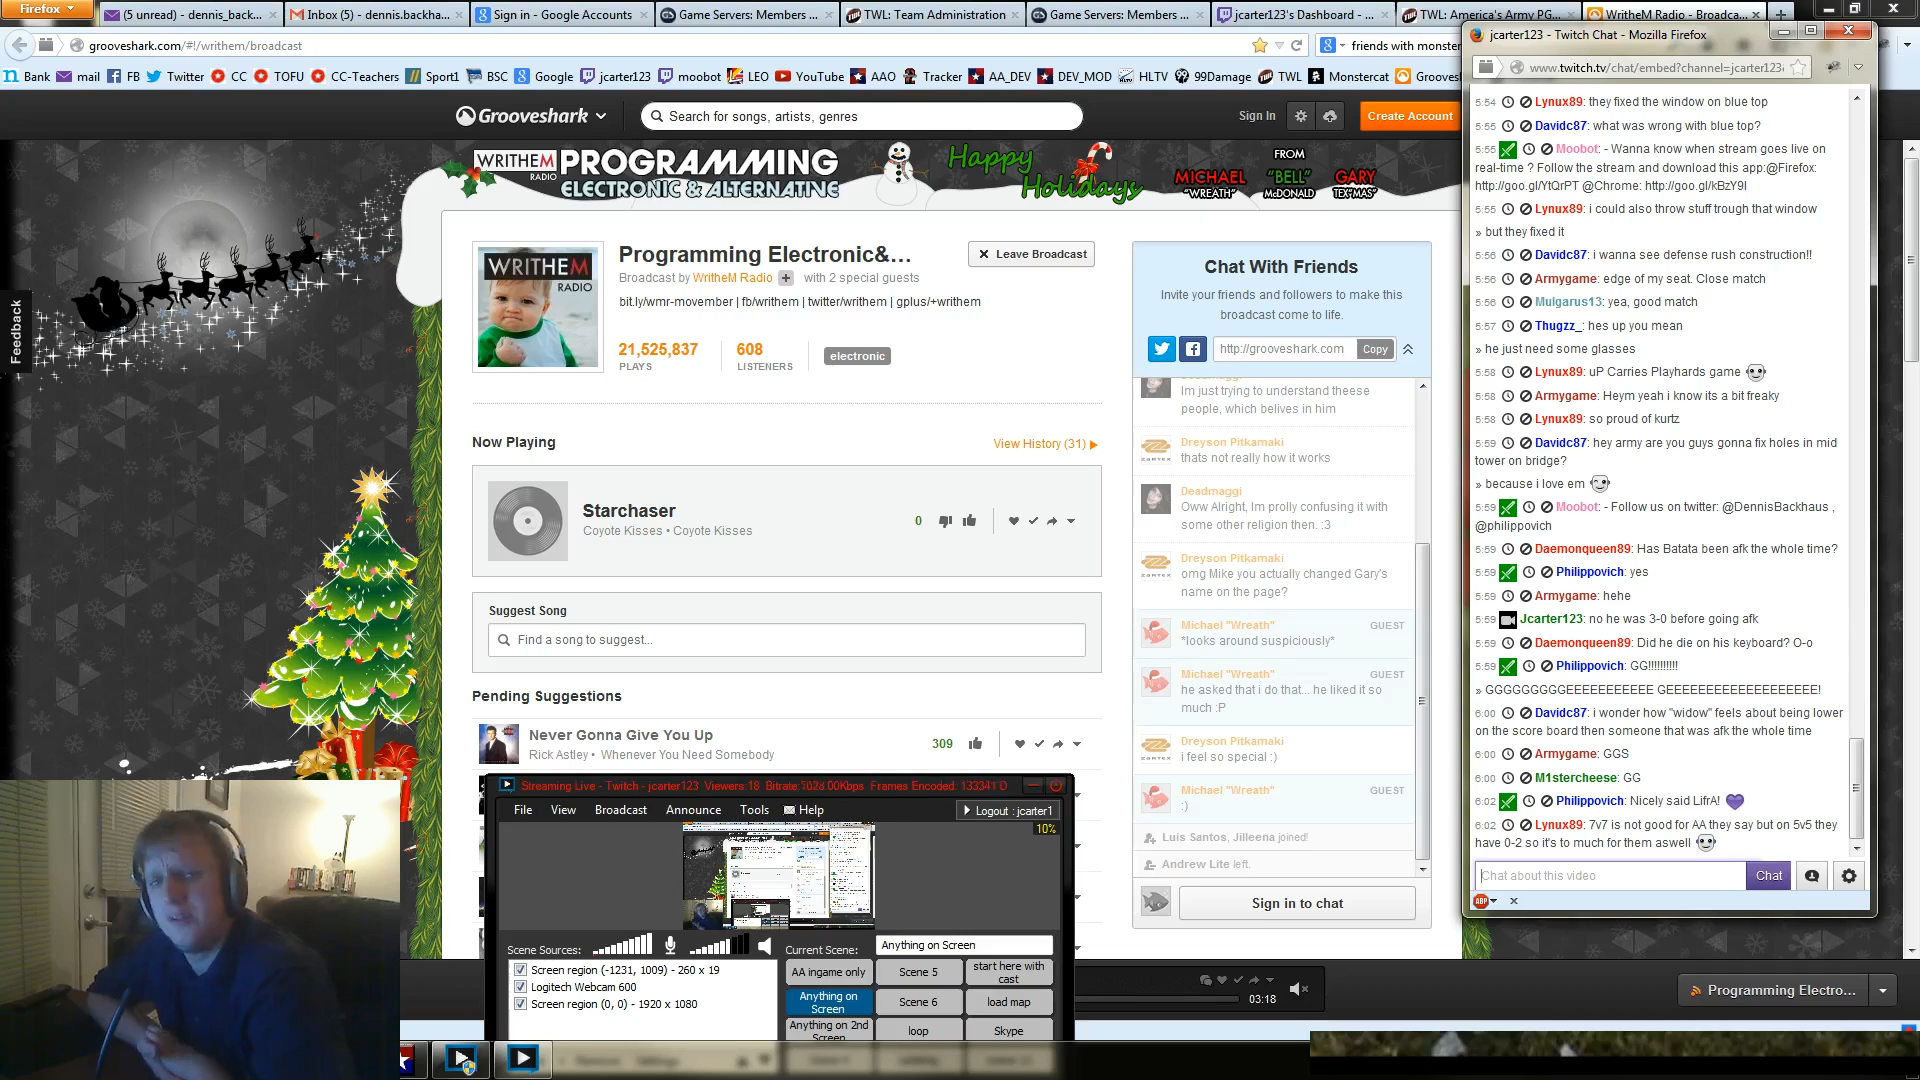 Firefox
(5 unread) - dennis_back...
Inbox (5) - dennis.backha...
Sign in - Google Accounts
Game Servers: Members ...
TWL: Team Administration
Game Servers: Members ...
jcarter123's Dashboard - ...
TWL: America's Army PG...
WritheM Radio - Broadca...
grooveshark.com/#!/writhem/broadcast
friends with monster
Bank mail FB Twitter CC TOFU CC-Teachers Sport1 BSC Google jcarter123 moobot LEO YouTube AAO Tracker AA_DEV DEV_MOD HLTV 99Damage TWL Monstercat Groovesh
Grooveshark
Search for songs, artists, genres
Sign In
Create Account
WRITHEM RADIO
PROGRAMMING
ELECTRONIC & ALTERNATIVE
Happy Holidays
FROM
MICHAEL "WREATH"
"BELL" McDONALD
GARY TEX"MAS"
Feedback
WRITHEM
RADIO
Programming Electronic&...
Leave Broadcast
Broadcast by WritheM Radio + with 2 special guests
bit.ly/wmr-movember | fb/writhem | twitter/writhem | gplus/+writhem
21,525,837
PLAYS
608
LISTENERS
electronic
Now Playing
View History (31)
Starchaser
Coyote Kisses • Coyote Kisses
0
Suggest Song
Find a song to suggest...
Pending Suggestions
Never Gonna Give You Up
Rick Astley • Whenever You Need Somebody
309
Chat With Friends
Invite your friends and followers to make this
broadcast come to life.
http://grooveshark.com
Copy
Deadmaggi
Im just trying to understand theese
people, which belives in him
Dreyson Pitkamaki
thats not really how it works
Deadmaggi
Oww Alright, Im prolly confusing it with
some other religion then. :3
Dreyson Pitkamaki
omg Mike you actually changed Gary's
name on the page?
Michael "Wreath" GUEST
*looks around suspiciously*
Michael "Wreath" GUEST
he asked that i do that... he liked it so
much :P
Dreyson Pitkamaki
i feel so special :)
Michael "Wreath" GUEST
:)
Luis Santos, Jilleena joined!
Andrew Lite left.
Sign in to chat
03:18
Programming Electro...
Streaming Live - Twitch - jcarter123 Viewers:18 Bitrate:7028.00Kbps Frames Encoded: 133341 D
File View Broadcast Announce Tools Help
Logout : jcarter1
10%
Scene Sources:
Current Scene:
Anything on Screen
Screen region (-1231, 1009) - 260 x 19
Logitech Webcam 600
Screen region (0, 0) - 1920 x 1080
AA ingame only
Scene 5
start here with cast
Anything on Screen
Scene 6
load map
Anything on 2nd Screen
loop
Skype
jcarter123 - Twitch Chat - Mozilla Firefox
www.twitch.tv/chat/embed?channel=jcarter123
5:54 Lynux89: they fixed the window on blue top
5:55 Davidc87: what was wrong with blue top?
5:55 Moobot: - Wanna know when stream goes live on
real-time ? Follow the stream and download this app:@Firefox:
http://goo.gl/YtQrPT @Chrome: http://goo.gl/kBzY9I
5:55 Lynux89: i could also throw stuff trough that window
» but they fixed it
5:56 Davidc87: i wanna see defense rush construction!!
5:56 Armygame: edge of my seat. Close match
5:56 Mulgarus13: yea, good match
5:57 Thugzz_: hes up you mean
» he just need some glasses
5:58 Lynux89: uP Carries Playhards game
5:58 Armygame: Heym yeah i know its a bit freaky
5:58 Lynux89: so proud of kurtz
5:59 Davidc87: hey army are you guys gonna fix holes in mid
tower on bridge?
» because i love em
5:59 Moobot: - Follow us on twitter: @DennisBackhaus ,
@philippovich
5:59 Daemonqueen89: Has Batata been afk the whole time?
5:59 Philippovich: yes
5:59 Armygame: hehe
5:59 Jcarter123: no he was 3-0 before going afk
5:59 Daemonqueen89: Did he die on his keyboard? O-o
5:59 Philippovich: GG!!!!!!!!!!
» GGGGGGGGGEEEEEEEEEEE GEEEEEEEEEEEEEEEEEEE!
6:00 Davidc87: i wonder how "widow" feels about being lower
on the score board then someone that was afk the whole time
6:00 Armygame: GGS
6:00 M1stercheese: GG
6:02 Philippovich: Nicely said LifrA!
6:02 Lynux89: 7v7 is not good for AA they say but on 5v5 they
have 0-2 so it's to much for them aswell
Chat about this video
Chat
ABP